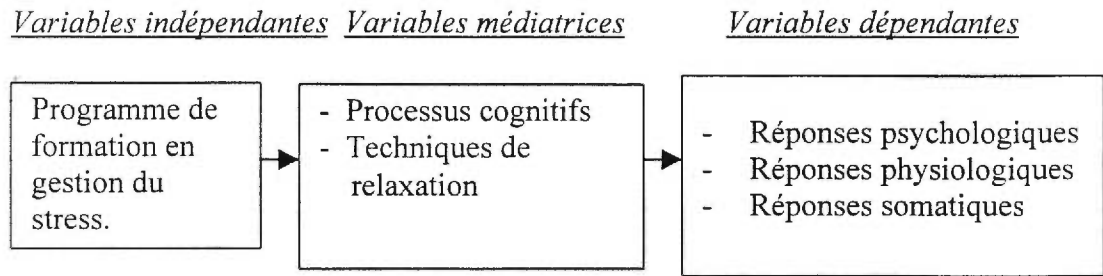 Variables indépendantes Variables médiatrices Variables dépendantes
Programme de
formation en
gestion du
stress.
- Processus cognitifs
- Techniques de
relaxation
- Réponses psychologiques
- Réponses physiologiques
- Réponses somatiques